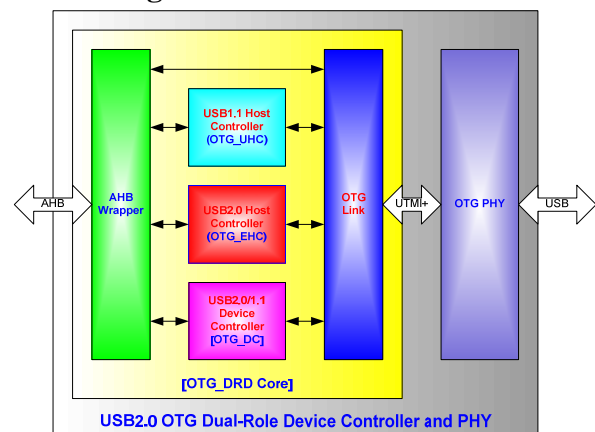 USB1.1 Host
Controller
(OTG_UHC)
AHB
AHB
Wrapper
USB2.0 Host
Controller
(OTG_EHC)
OTG
Link
UTMI+
OTG PHY
USB
USB2.0/1.1
Device
Controller
[OTG_DC]
[OTG_DRD Core]
USB2.0 OTG Dual-Role Device Controller and PHY